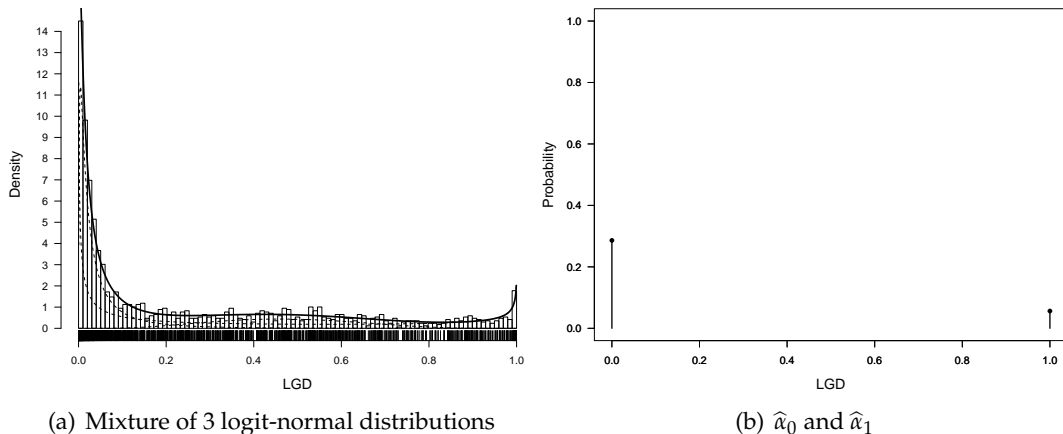 14
13
12
11
10
9
8
7
6
5
4
3
2
1
0
Density
0.0 0.2 0.4 0.6 0.8 1.0
LGD
(a) Mixture of 3 logit-normal distributions
1.0
0.8
0.6
0.4
0.2
0.0
Probability
0.0 0.2 0.4 0.6 0.8 1.0
LGD
(b) α̂₀ and α̂₁